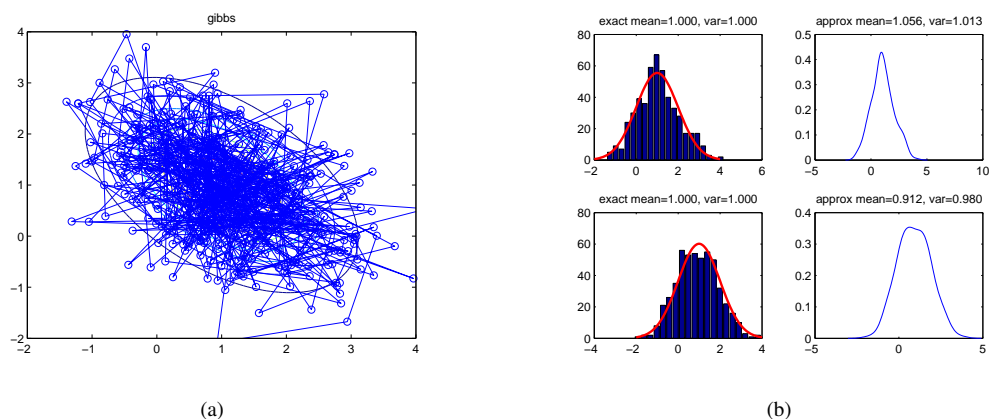 gibbs
4
3
2
1
0
−1
−2
−2 −1 0 1 2 3 4
(a)
exact mean=1.000, var=1.000
80
60
40
20
0
−2 0 2 4 6
approx mean=1.056, var=1.013
0.5
0.4
0.3
0.2
0.1
0
−5 0 5 10
exact mean=1.000, var=1.000
80
60
40
20
0
−4 −2 0 2 4
approx mean=0.912, var=0.980
0.4
0.3
0.2
0.1
0
−5 0 5
(b)